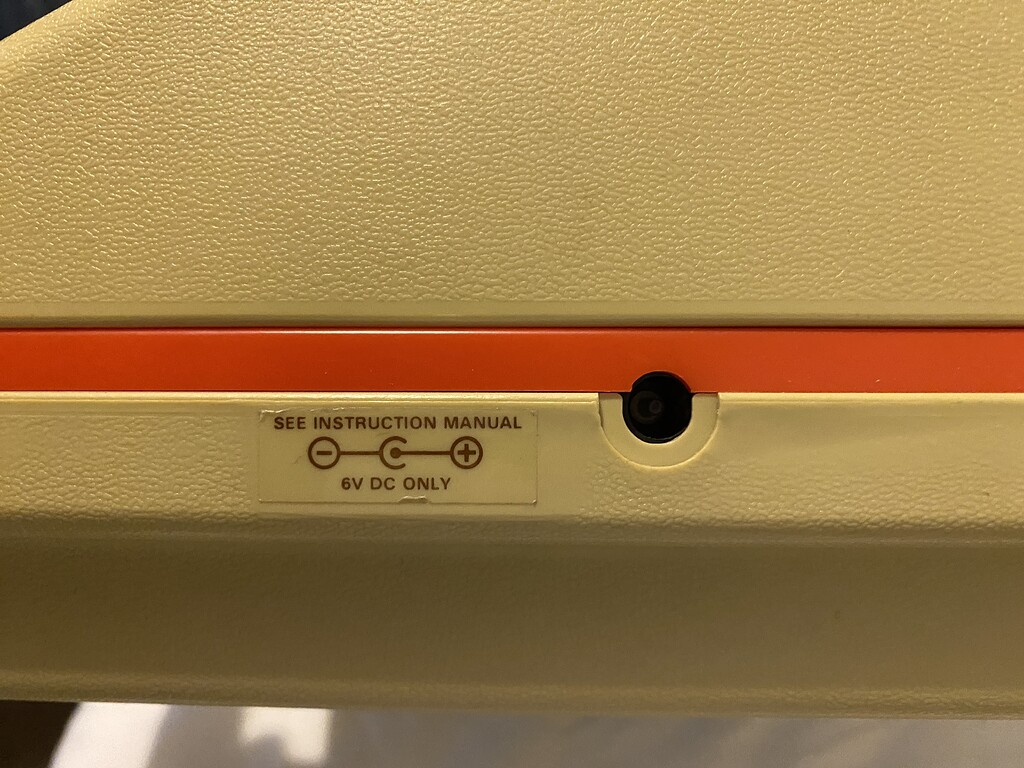 SEE INSTRUCTION MANUAL
6V DC ONLY